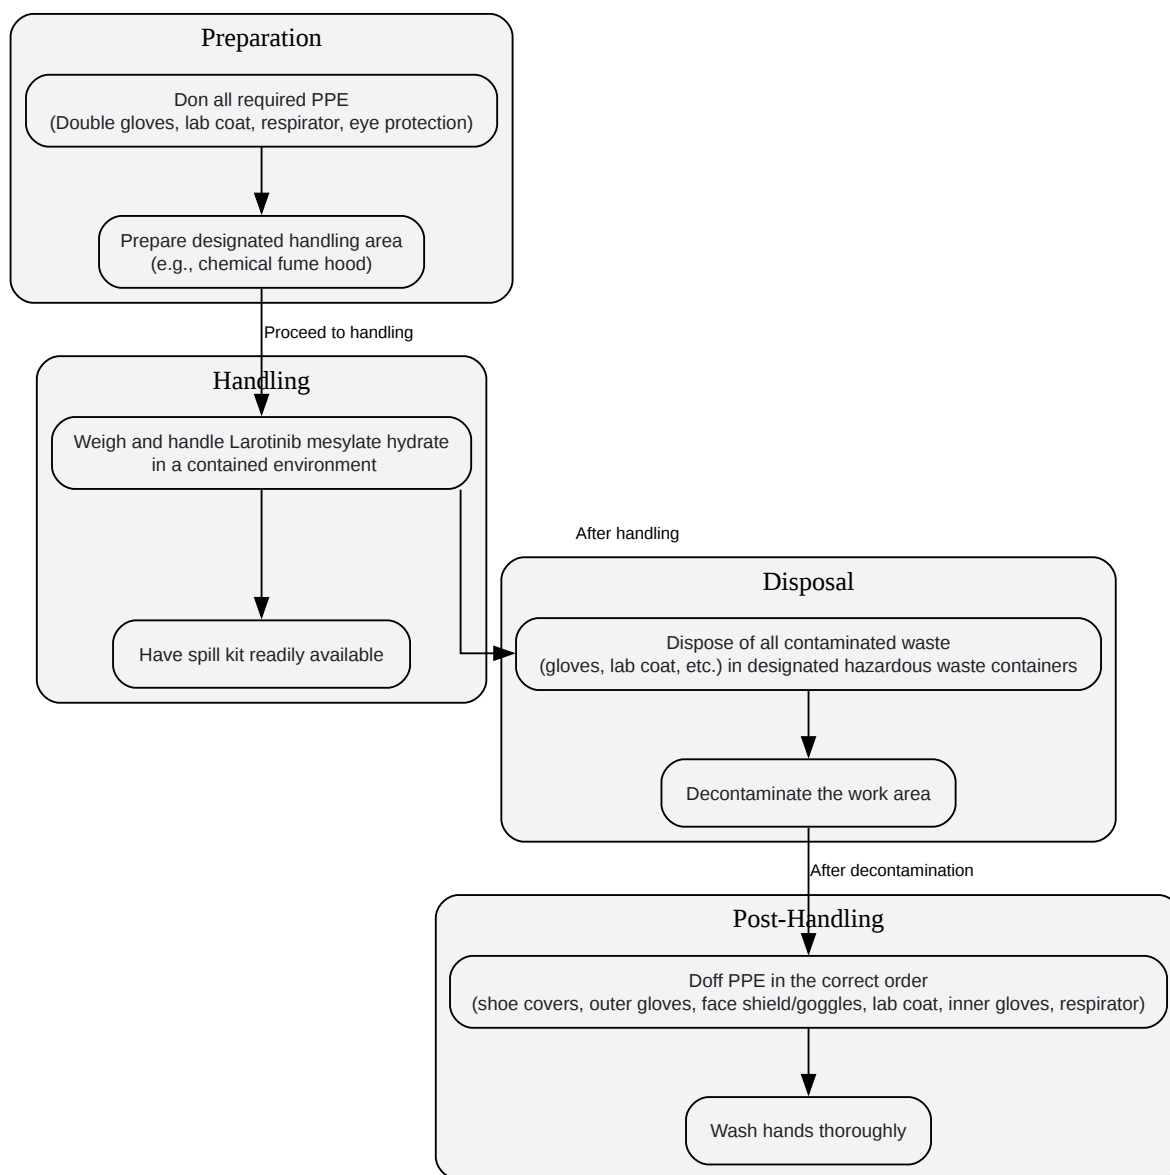 Preparation
Don all required PPE
(Double gloves, lab coat, respirator, eye protection)
Prepare designated handling area
(e.g., chemical fume hood)
Proceed to handling
Handling
Weigh and handle Larotinib mesylate hydrate
in a contained environment
Have spill kit readily available
After handling
Disposal
Dispose of all contaminated waste
(gloves, lab coat, etc.) in designated hazardous waste containers
Decontaminate the work area
After decontamination
Post-Handling
Doff PPE in the correct order
(shoe covers, outer gloves, face shield/goggles, lab coat, inner gloves, respirator)
Wash hands thoroughly